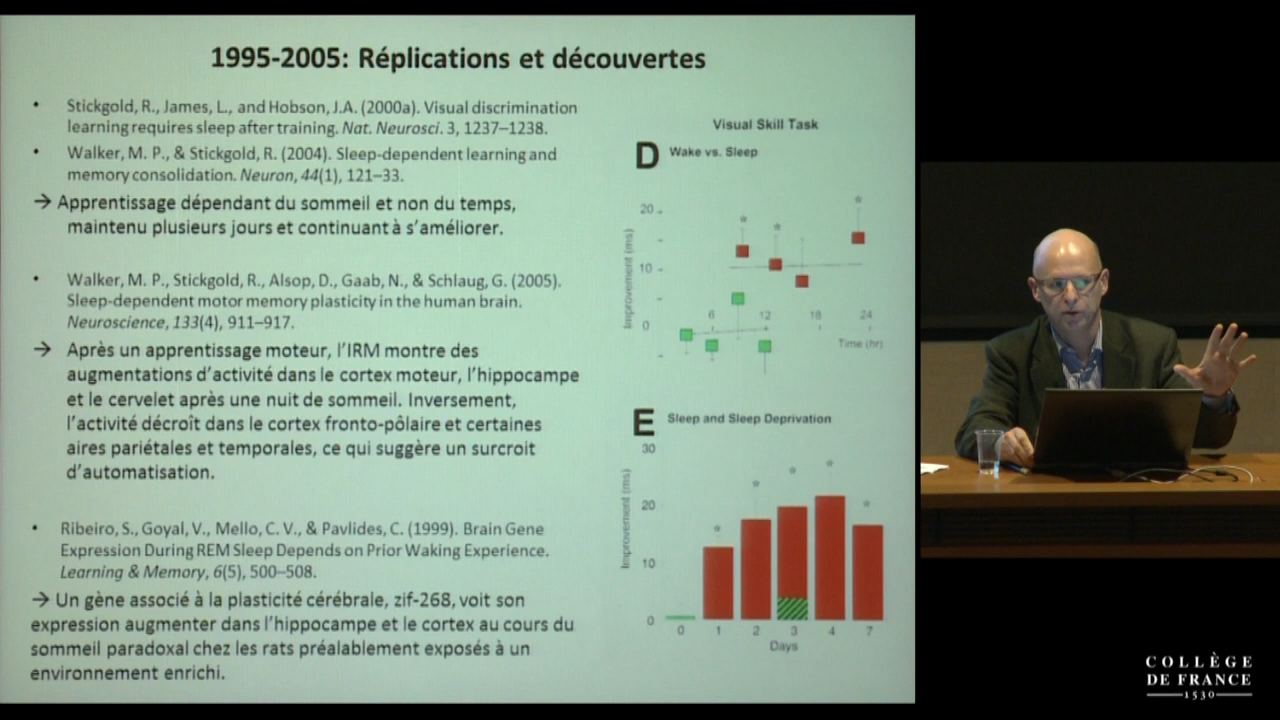 1995-2005: Réplications et découvertes
• Stickgold, R., James, L., and Hobson, J.A. (2000a). Visual discrimination
learning requires sleep after training. Nat. Neurosci. 3, 1237–1238.
• Walker, M. P., & Stickgold, R. (2004). Sleep-dependent learning and
memory consolidation. Neuron, 44(1), 121–33.
→ Apprentissage dépendant du sommeil et non du temps,
maintenu plusieurs jours et continuant à s'améliorer.
• Walker, M. P., Stickgold, R., Alsop, D., Gaab, N., & Schlaug, G. (2005).
Sleep-dependent motor memory plasticity in the human brain.
Neuroscience, 133(4), 911–917.
→ Après un apprentissage moteur, l'IRM montre des
augmentations d'activité dans le cortex moteur, l'hippocampe
et le cervelet après une nuit de sommeil. Inversement,
l'activité décroît dans le cortex fronto-pôlaire et certaines
aires pariétales et temporales, ce qui suggère un surcroit
d'automatisation.
• Ribeiro, S., Goyal, V., Mello, C. V., & Pavlides, C. (1999). Brain Gene
Expression During REM Sleep Depends on Prior Waking Experience.
Learning & Memory, 6(5), 500–508.
→ Un gène associé à la plasticité cérébrale, zif-268, voit son
expression augmenter dans l'hippocampe et le cortex au cours du
sommeil paradoxal chez les rats préalablement exposés à un
environnement enrichi.
Visual Skill Task
D Wake vs. Sleep
Improvement (ms)
20
10
0
6 12 18 24
Time (hr)
E Sleep and Sleep Deprivation
Improvement (ms)
30
20
10
0
0 1 2 3 4 7
Days
COLLÈGE
DE FRANCE
1530